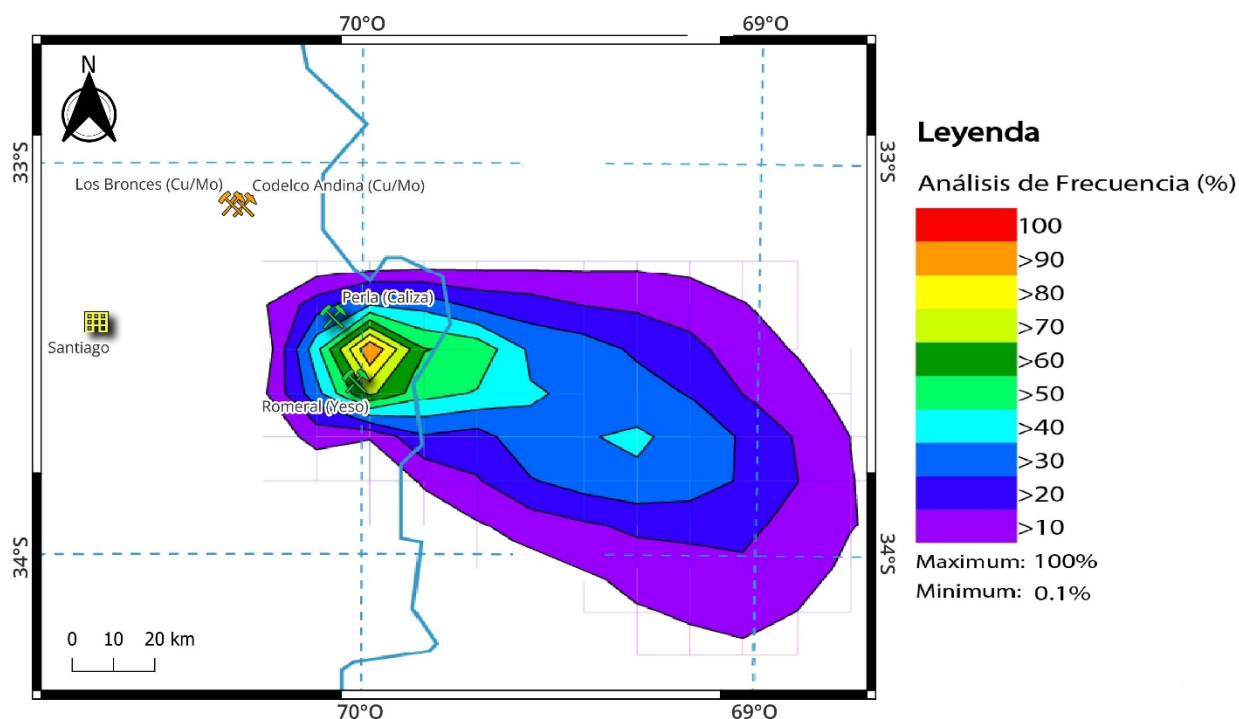 70°O 69°O
N
33°S 33°S
Los Bronces (Cu/Mo) Codelco Andina (Cu/Mo)
Perla (Caliza)
Santiago
Romeral (Yeso)
34°S 34°S
0 10 20 km
70°O 69°O
Leyenda
Análisis de Frecuencia (%)
100
>90
>80
>70
>60
>50
>40
>30
>20
>10
Maximum: 100%
Minimum: 0.1%